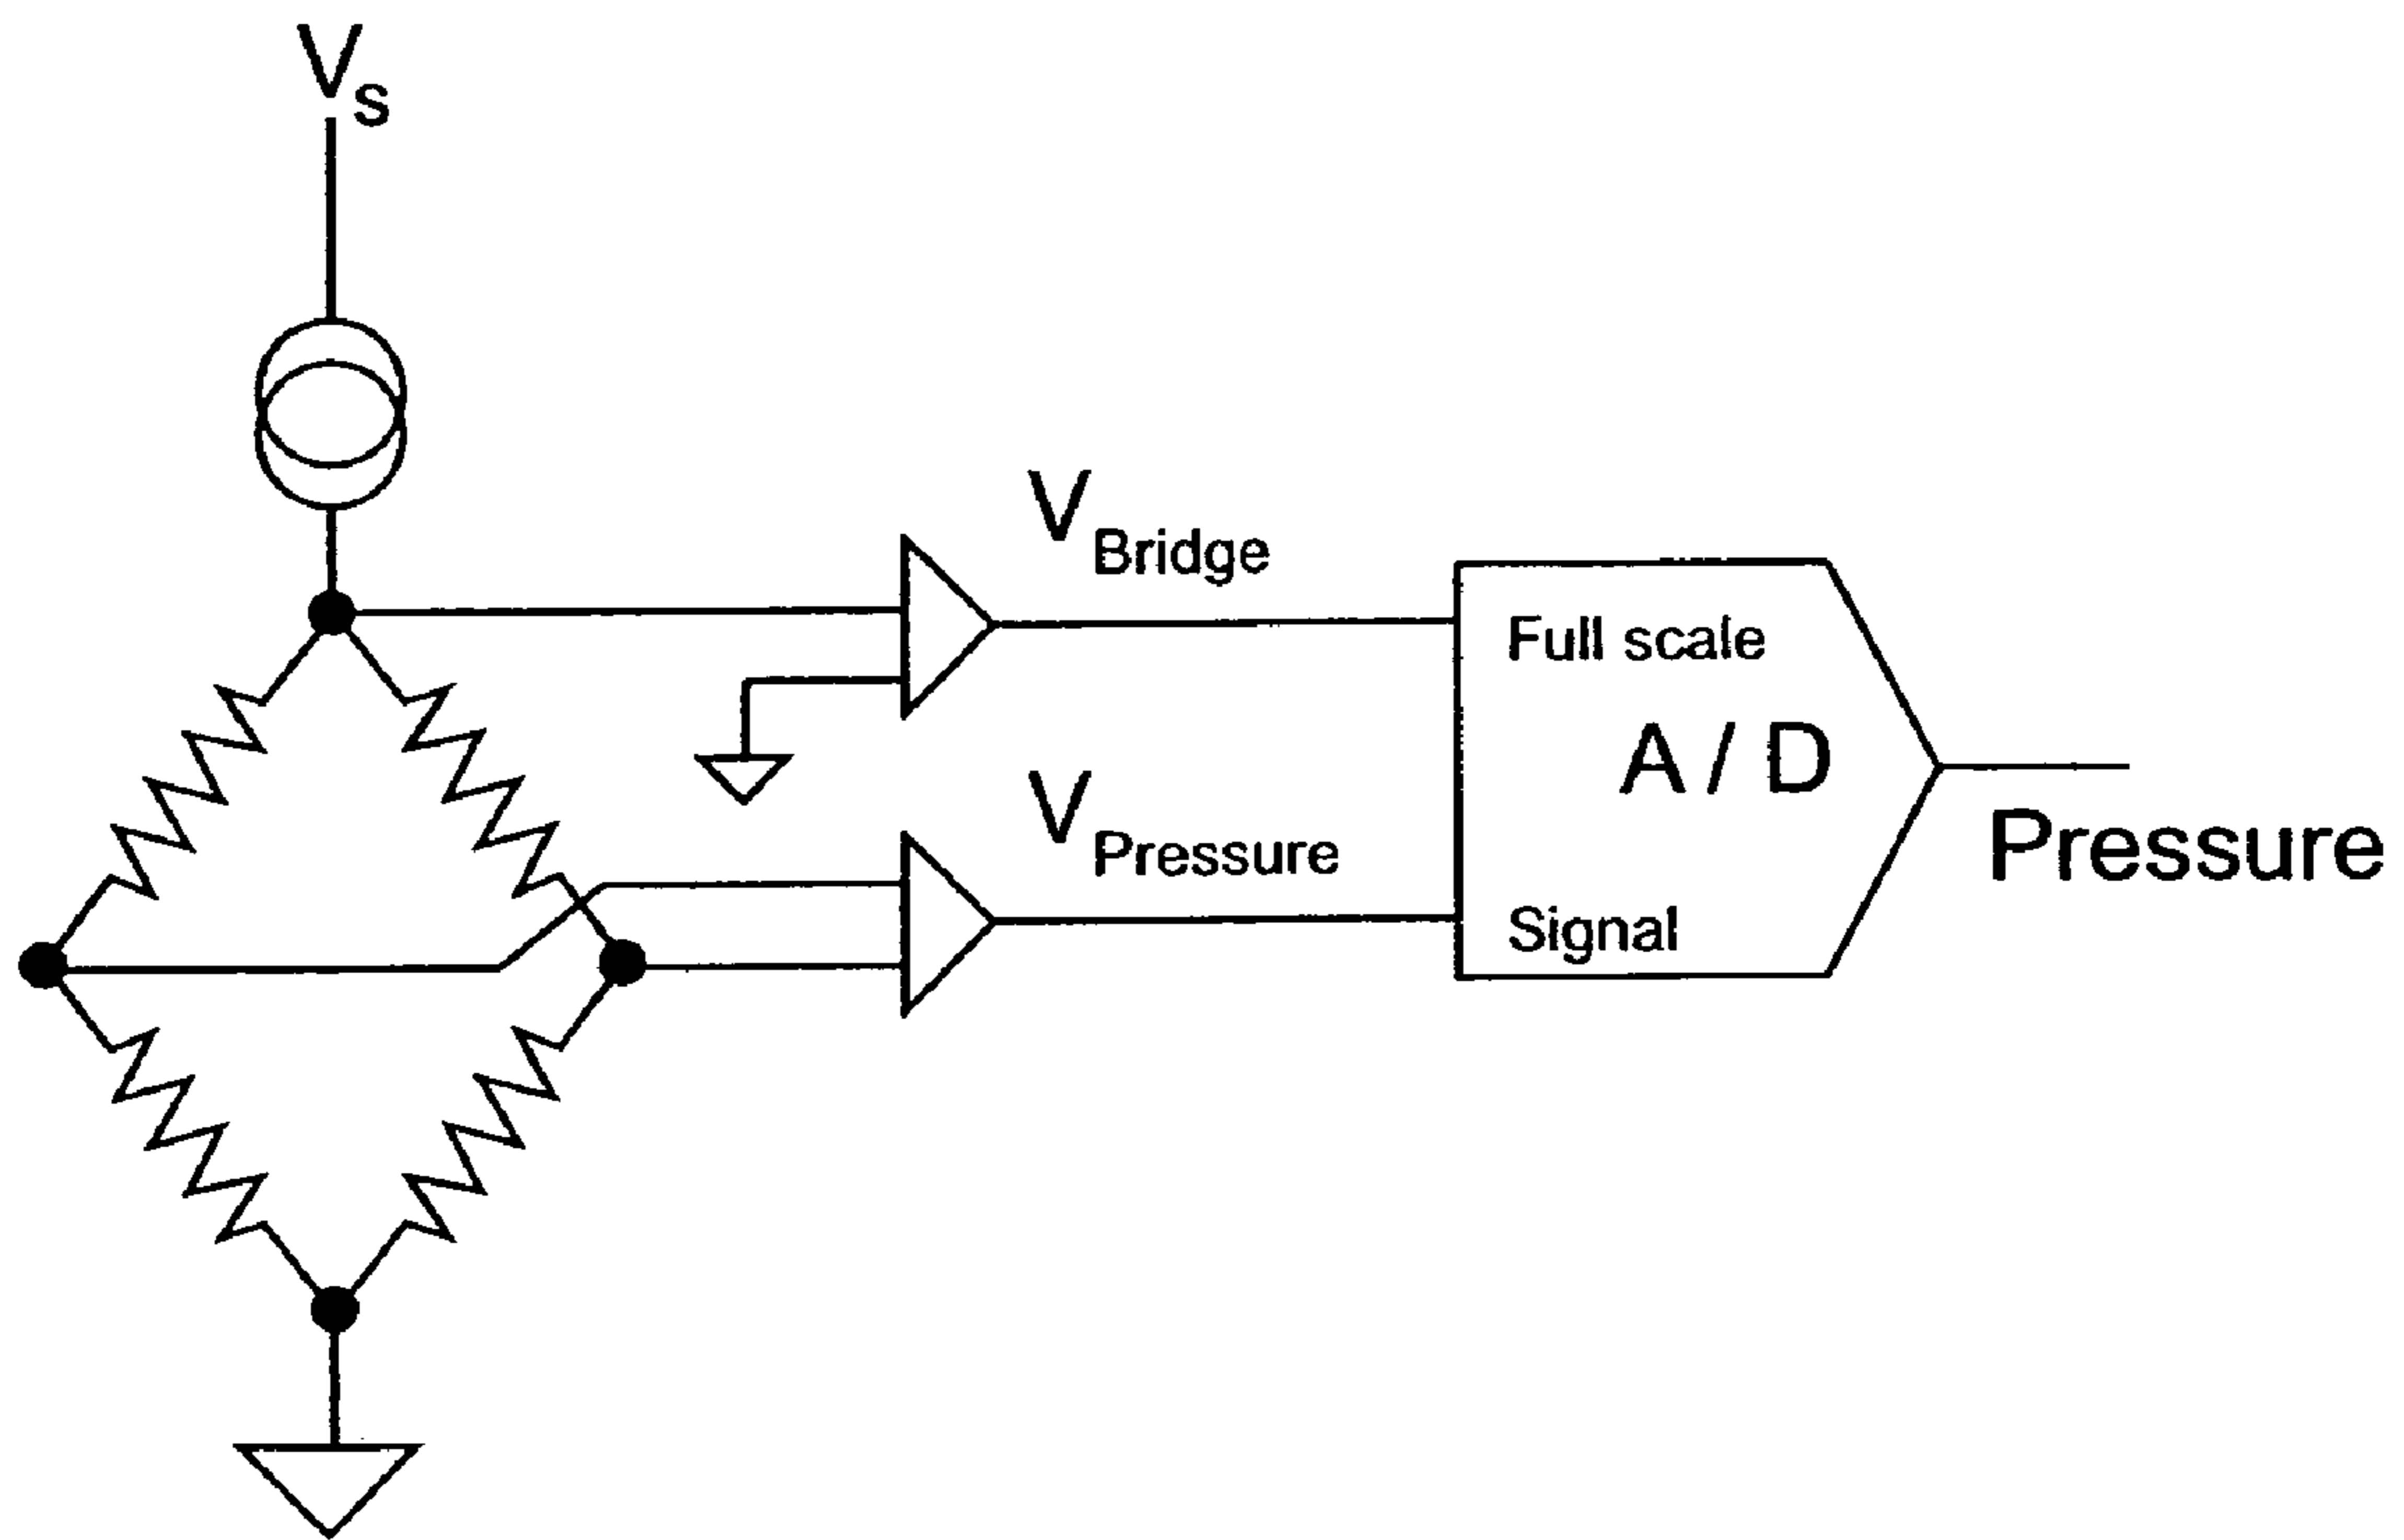 VS
VBridge
Full scale
A / D
VPressure
Signal
Pressure